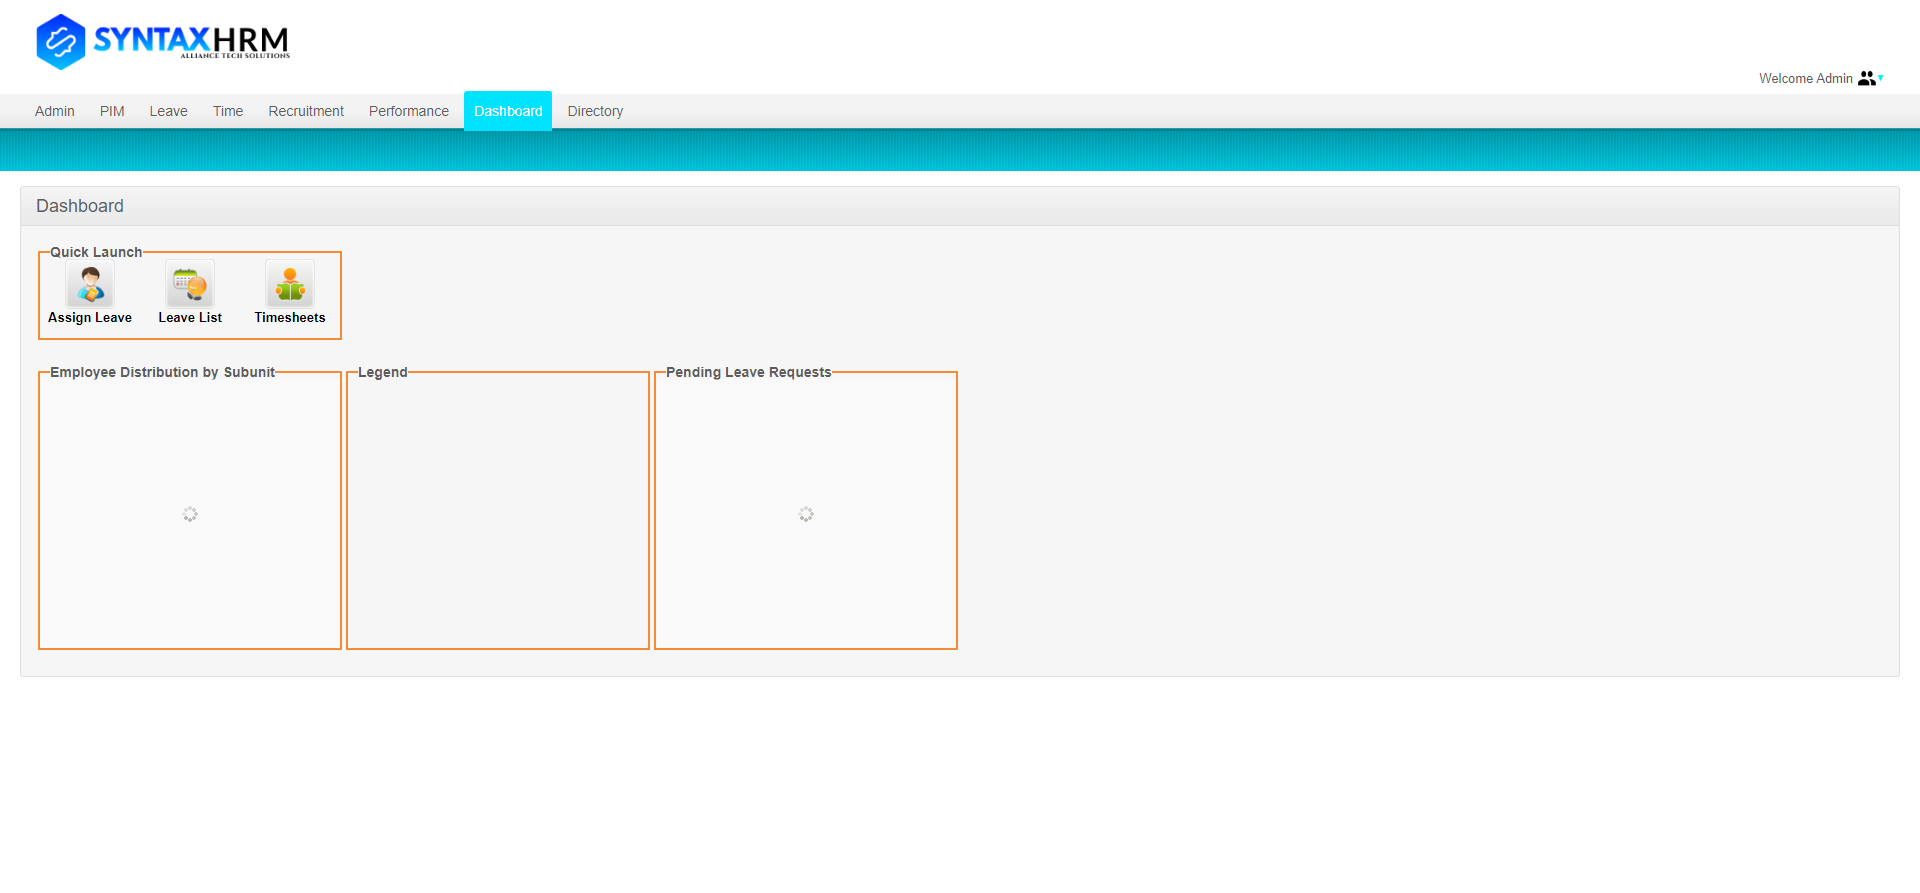 SYNTAXHRM
ALLIANCE TECH SOLUTIONS
Welcome Admin
Admin PIM Leave Time Recruitment Performance Dashboard Directory
Dashboard
Quick Launch
Assign Leave Leave List Timesheets
Employee Distribution by Subunit Legend Pending Leave Requests